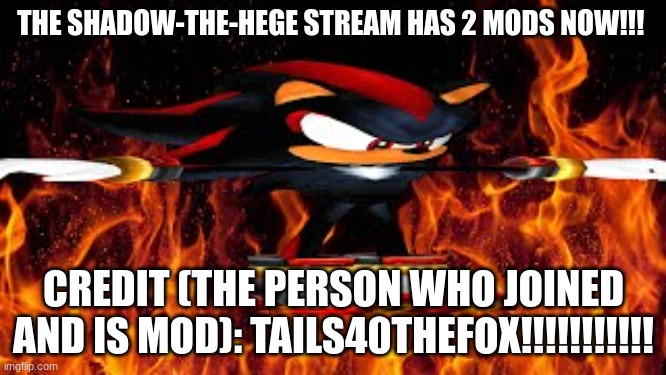 THE SHADOW-THE-HEGE STREAM HAS 2 MODS NOW!!!
CREDIT (THE PERSON WHO JOINED
AND IS MOD): TAILS40THEFOX!!!!!!!!!!!
imgflip.com